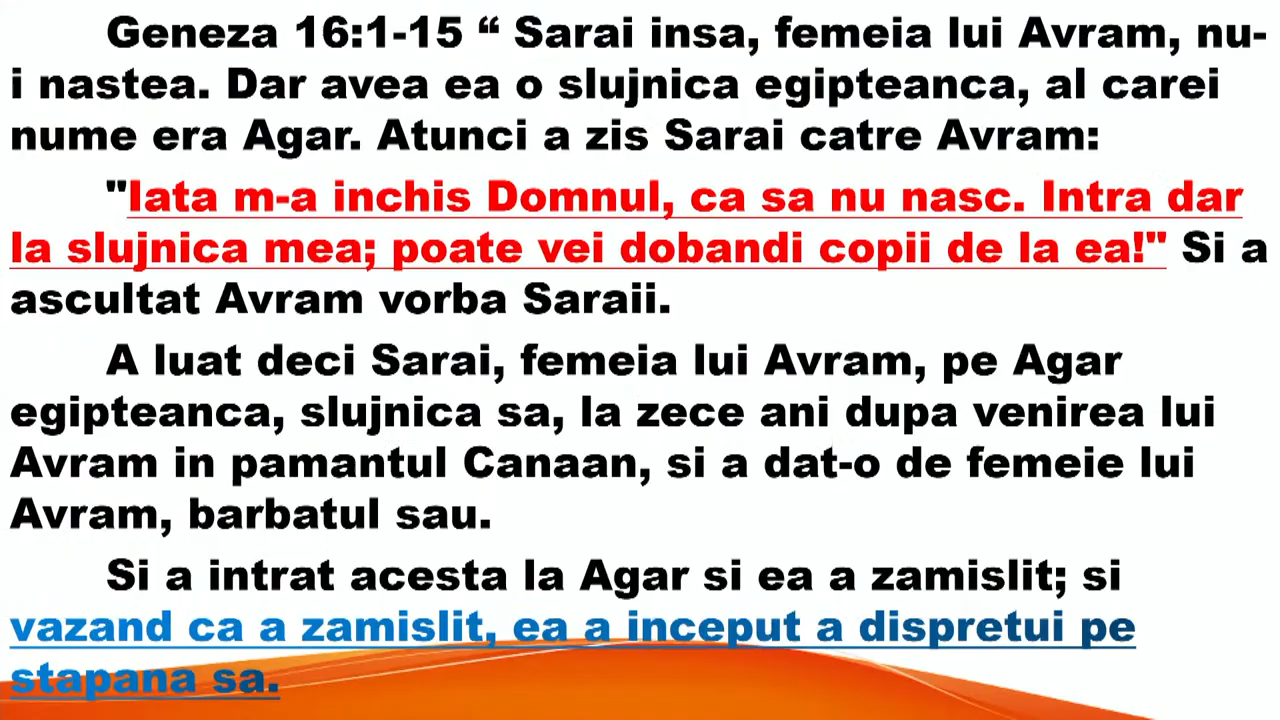 Geneza 16:1-15 “ Sarai insa, femeia lui Avram, nu-
i nastea. Dar avea ea o slujnica egipteanca, al carei
nume era Agar. Atunci a zis Sarai catre Avram:
"Iata m-a inchis Domnul, ca sa nu nasc. Intra dar
la slujnica mea; poate vei dobandi copii de la ea!" Si a
ascultat Avram vorba Saraii.
A luat deci Sarai, femeia lui Avram, pe Agar
egipteanca, slujnica sa, la zece ani dupa venirea lui
Avram in pamantul Canaan, si a dat-o de femeie lui
Avram, barbatul sau.
Si a intrat acesta la Agar si ea a zamislit; si
vazand ca a zamislit, ea a inceput a dispretui pe
stapana sa.